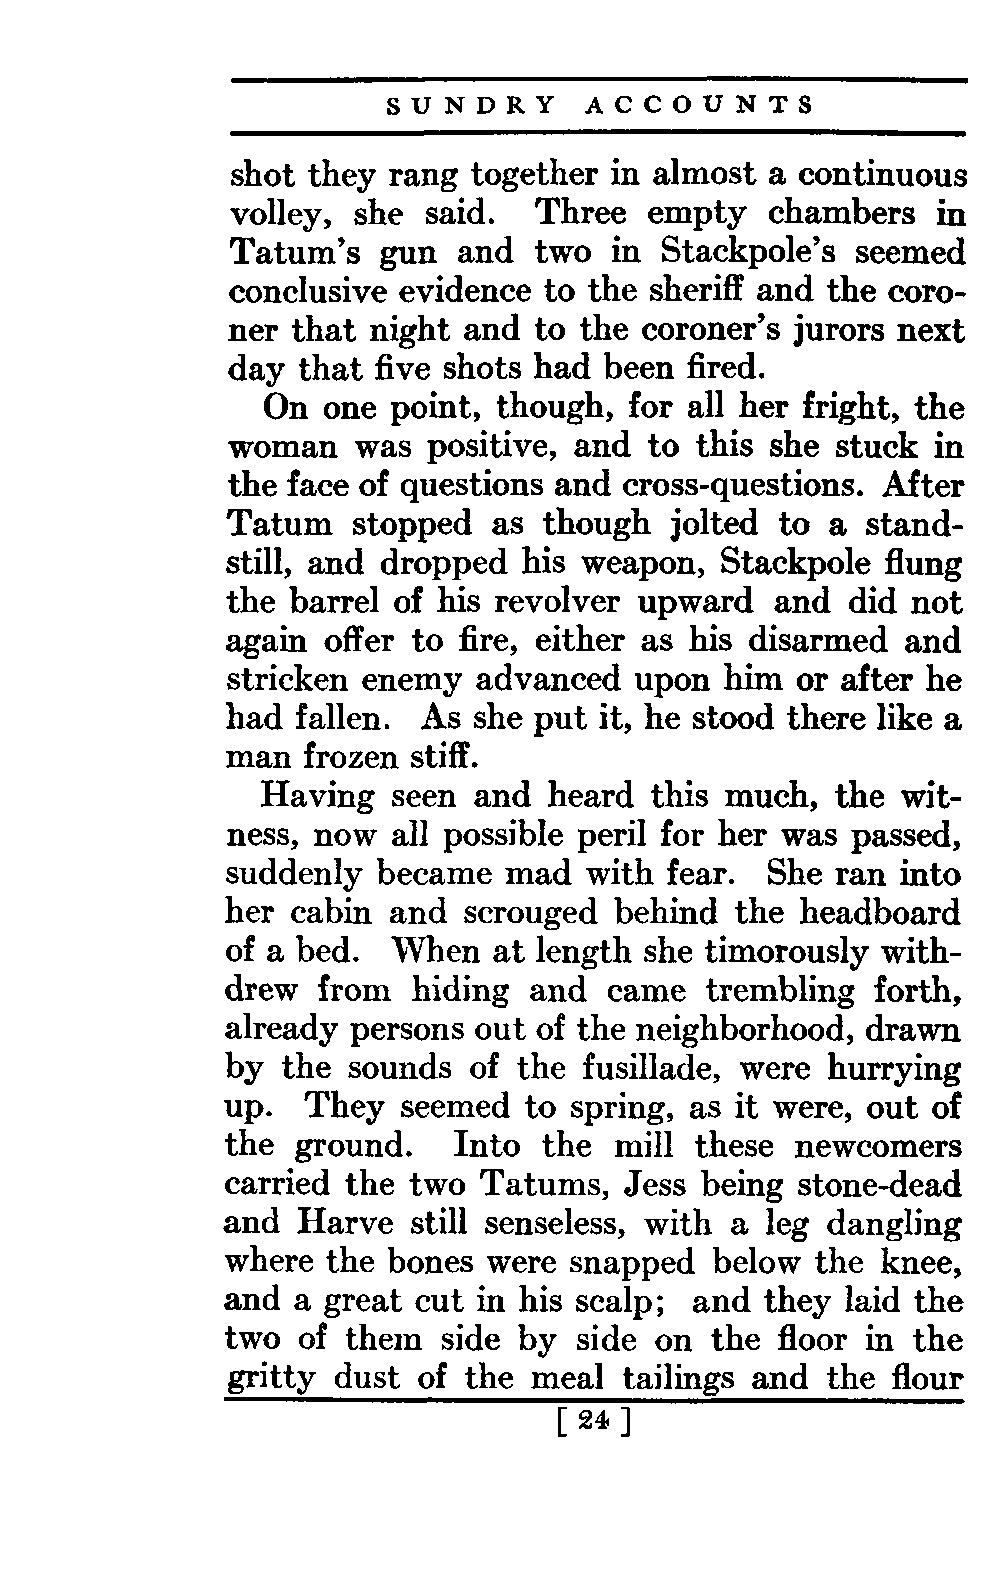 SUNDRY ACCOUNTS
shot they rang together in almost a continuous
volley, she said. Three empty chambers in
Tatum's gun and two in Stackpole's seemed
conclusive evidence to the sheriff and the coro-
ner that night and to the coroner's jurors next
day that five shots had been fired.
On one point, though, for all her fright, the
woman was positive, and to this she stuck in
the face of questions and cross-questions. After
Tatum stopped as though jolted to a stand-
still, and dropped his weapon, Stackpole flung
the barrel of his revolver upward and did not
again offer to fire, either as his disarmed and
stricken enemy advanced upon him or after he
had fallen. As she put it, he stood there like a
man frozen stiff.
Having seen and heard this much, the wit-
ness, now all possible peril for her was passed,
suddenly became mad with fear. She ran into
her cabin and scrouged behind the headboard
of a bed. When at length she timorously with-
drew from hiding and came trembling forth,
already persons out of the neighborhood, drawn
by the sounds of the fusillade, were hurrying
up. They seemed to spring, as it were, out of
the ground. Into the mill these newcomers
carried the two Tatums, Jess being stone-dead
and Harve still senseless, with a leg dangling
where the bones were snapped below the knee,
and a great cut in his scalp; and they laid the
two of them side by side on the floor in the
gritty dust of the meal tailings and the flour
[ 24 ]